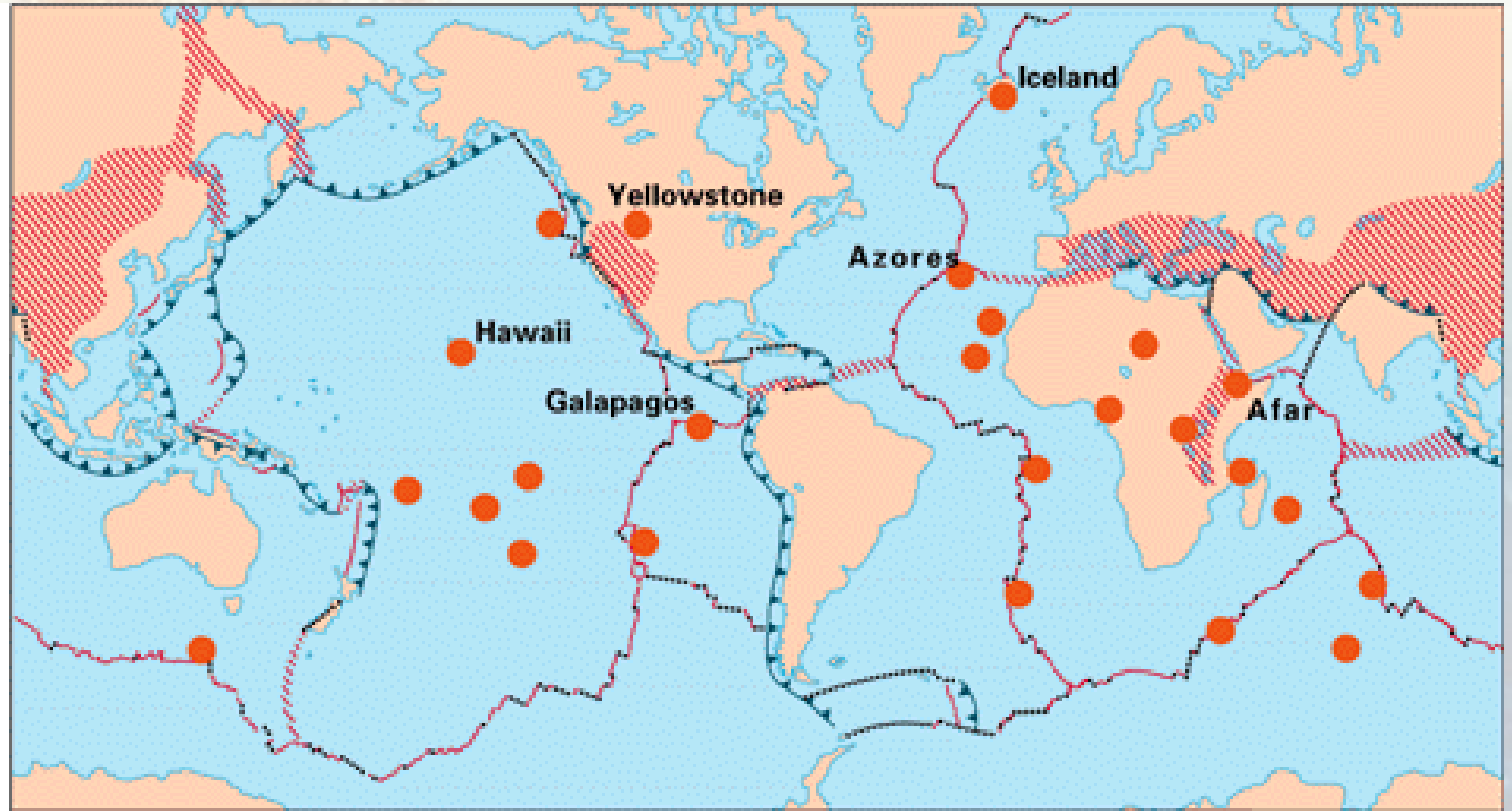 Iceland
Yellowstone
Azores
Hawaii
Galapagos
Afar